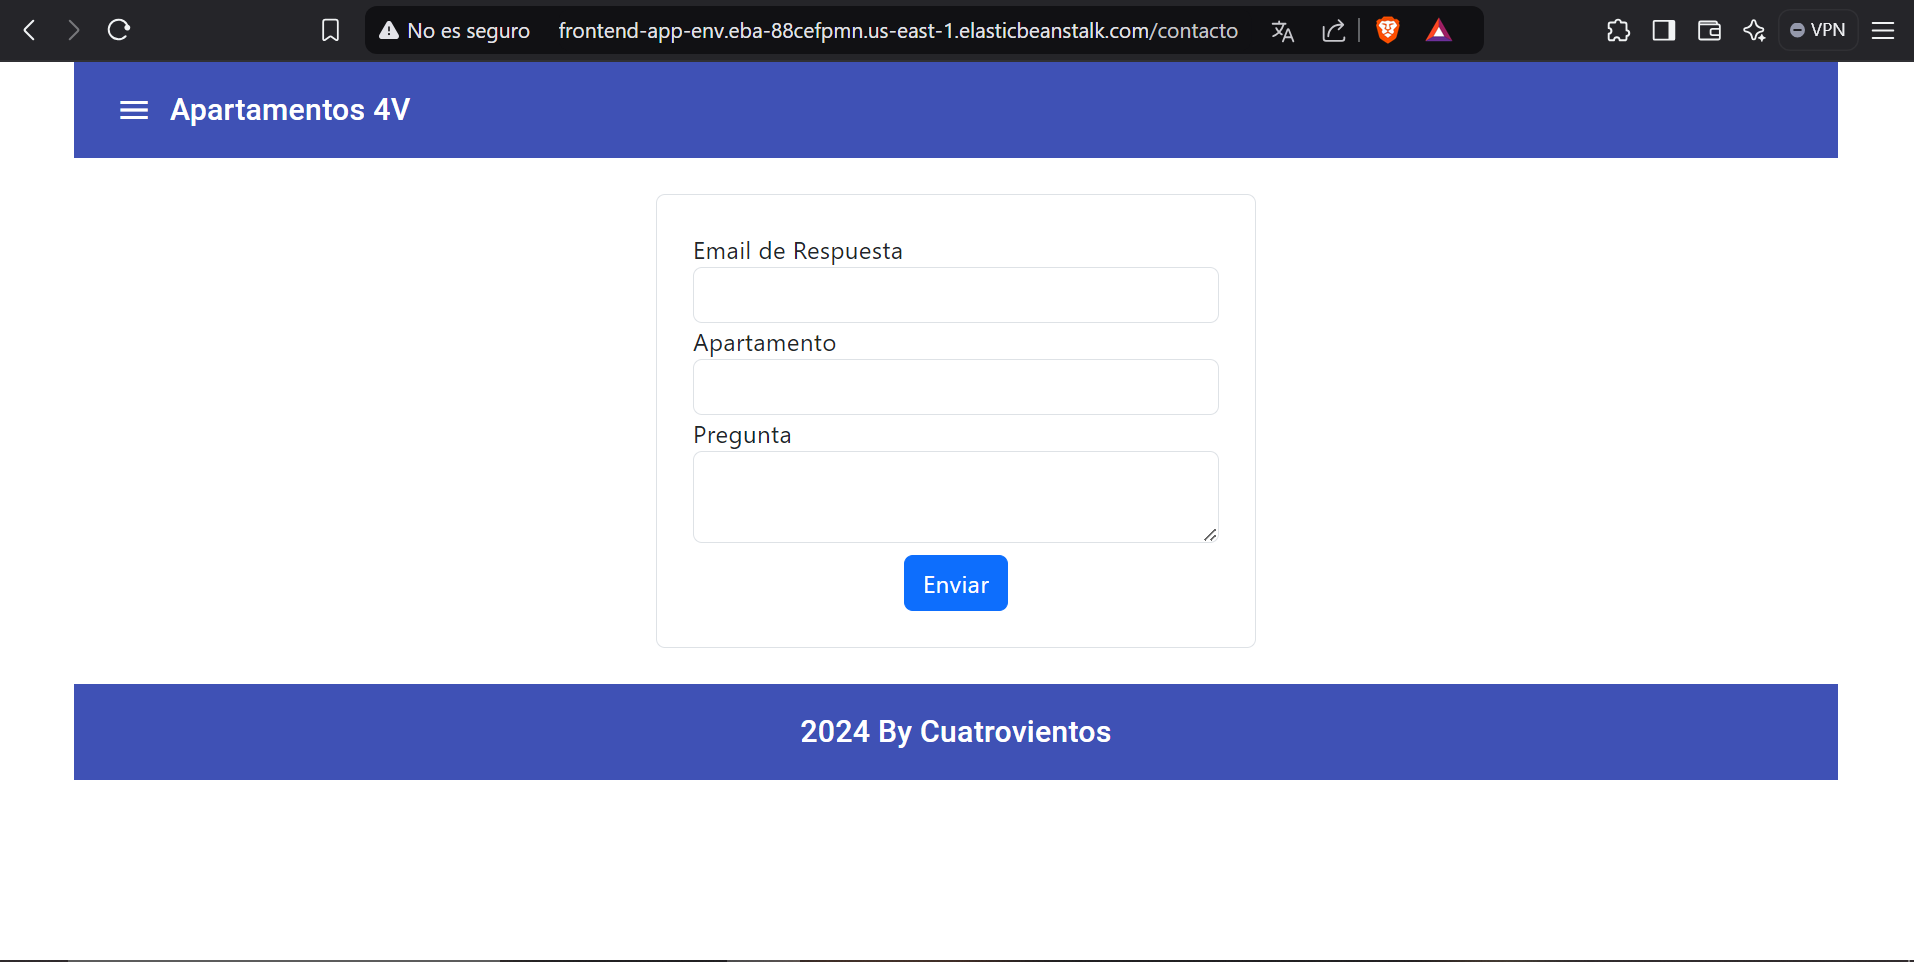 No es seguro frontend-app-env.eba-88cefpmn.us-east-1.elasticbeanstalk.com/contacto VPN
Apartamentos 4V
Email de Respuesta
Apartamento
Pregunta
Enviar
2024 By Cuatrovientos